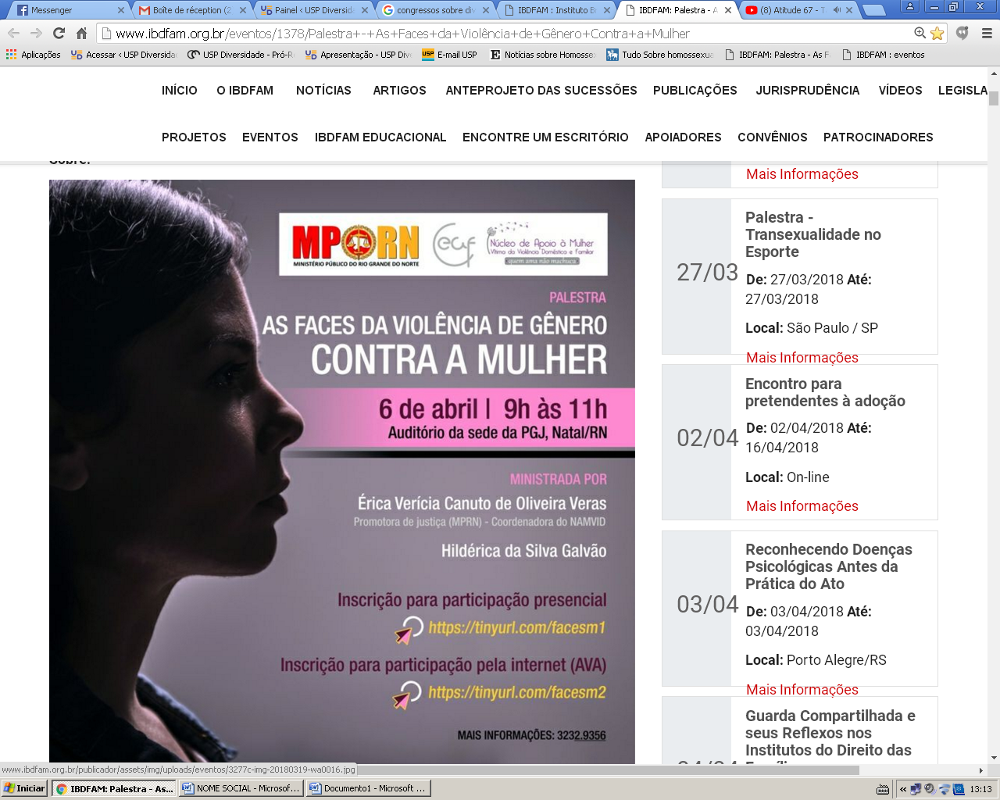 Messenger
Boîte de réception (2
Painel ‹ USP Diversida
congressos sobre div
IBDFAM : Instituto B
IBDFAM: Palestra - A
(8) Atitude 67 - T
www.ibdfam.org.br/eventos/1378/Palestra+-+As+Faces+da+Violência+de+Gênero+Contra+a+Mulher
Aplicações
Acessar ‹ USP Diversida
USP Diversidade - Pró-R
Apresentação - USP Div
E-mail USP
Notícias sobre Homosse
Tudo Sobre homossexua
IBDFAM: Palestra - As F
IBDFAM : eventos
INÍCIO O IBDFAM NOTÍCIAS ARTIGOS ANTEPROJETO DAS SUCESSÕES PUBLICAÇÕES JURISPRUDÊNCIA VÍDEOS LEGISLA
PROJETOS EVENTOS IBDFAM EDUCACIONAL ENCONTRE UM ESCRITÓRIO APOIADORES CONVÊNIOS PATROCINADORES
Sobre:
MPRN
MINISTÉRIO PÚBLICO DO RIO GRANDE DO NORTE
Núcleo de Apoio à Mulher
Vítima da Violência Doméstica e Familiar
quem ama não machuca
PALESTRA
AS FACES DA VIOLÊNCIA DE GÊNERO
CONTRA A MULHER
6 de abril | 9h às 11h
Auditório da sede da PGJ, Natal/RN
MINISTRADA POR
Érica Verícia Canuto de Oliveira Veras
Promotora de justiça (MPRN) - Coordenadora do NAMVID
Hildérica da Silva Galvão
Inscrição para participação presencial
https://tinyurl.com/facesm1
Inscrição para participação pela internet (AVA)
https://tinyurl.com/facesm2
MAIS INFORMAÇÕES: 3232.9356
Mais Informações
27/03
Palestra -
Transexualidade no
Esporte
De: 27/03/2018 Até:
27/03/2018
Local: São Paulo / SP
Mais Informações
02/04
Encontro para
pretendentes à adoção
De: 02/04/2018 Até:
16/04/2018
Local: On-line
Mais Informações
03/04
Reconhecendo Doenças
Psicológicas Antes da
Prática do Ato
De: 03/04/2018 Até:
03/04/2018
Local: Porto Alegre/RS
Mais Informações
Guarda Compartilhada e
seus Reflexos nos
Institutos do Direito das
www.ibdfam.org.br/publicador/assets/img/uploads/eventos/3277c-img-20180319-wa0016.jpg
Iniciar
IBDFAM: Palestra - As...
NOME SOCIAL - Microsof...
Documento1 - Microsoft ...
13:13